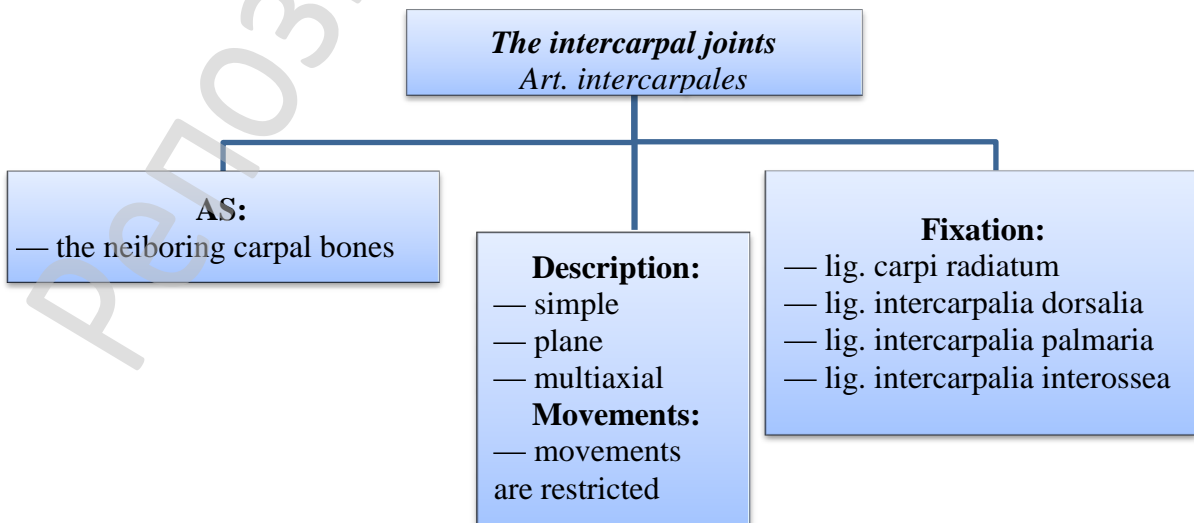 The intercarpal joints
Art. intercarpales
AS:
— the neiboring carpal bones
Description:
— simple
— plane
— multiaxial
Movements:
— movements
are restricted
Fixation:
— lig. carpi radiatum
— lig. intercarpalia dorsalia
— lig. intercarpalia palmaria
— lig. intercarpalia interossea